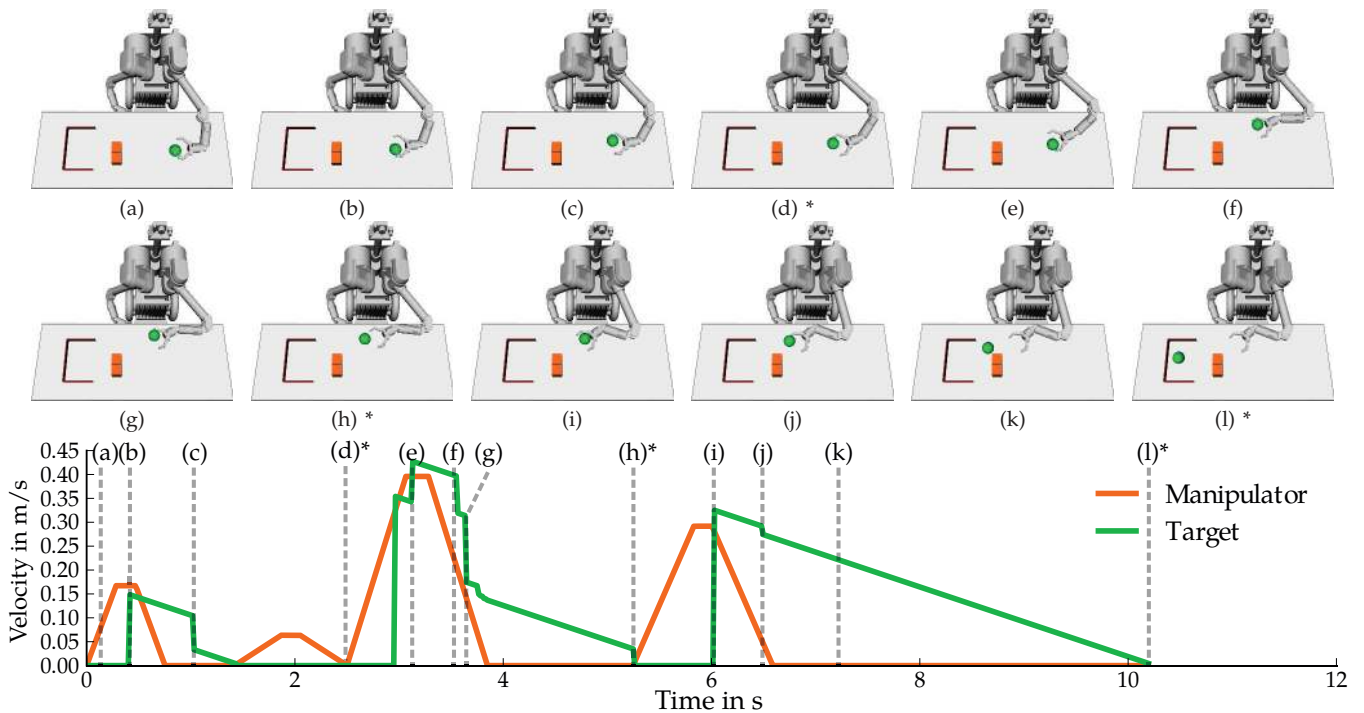 (a) (b) (c) (d) * (e) (f)
(g) (h) * (i) (j) (k) (l) *
(a) (b) (c) (d)* (e) (f) (g) (h)* (i) (j) (k) (l)*
0.45
0.40
0.35
0.30
0.25
0.20
0.15
0.10
0.05
0.00
Velocity in m/s
Manipulator
Target
0 2 4 6 8 10 12
Time in s